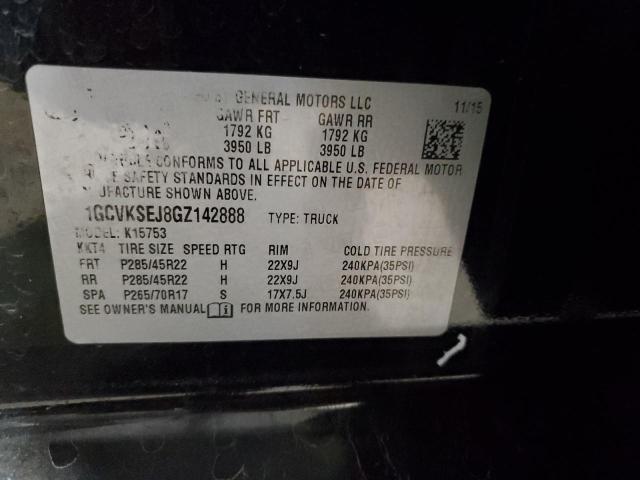 BY GENERAL MOTORS LLC 11/15
GAWR FRT GAWR RR
1792 KG 1792 KG
3950 LB 3950 LB
CONFORMS TO ALL APPLICABLE U.S. FEDERAL MOTOR
SAFETY STANDARDS IN EFFECT ON THE DATE OF
MANUFACTURE SHOWN ABOVE.
1GCVKSEJ8GZ142888 TYPE: TRUCK
MODEL: K15753
KKT4 TIRE SIZE SPEED RTG RIM COLD TIRE PRESSURE
FRT P285/45R22 H 22X9J 240KPA(35PSI)
RR P285/45R22 H 22X9J 240KPA(35PSI)
SPA P265/70R17 S 17X7.5J 240KPA(35PSI)
SEE OWNER'S MANUAL FOR MORE INFORMATION.